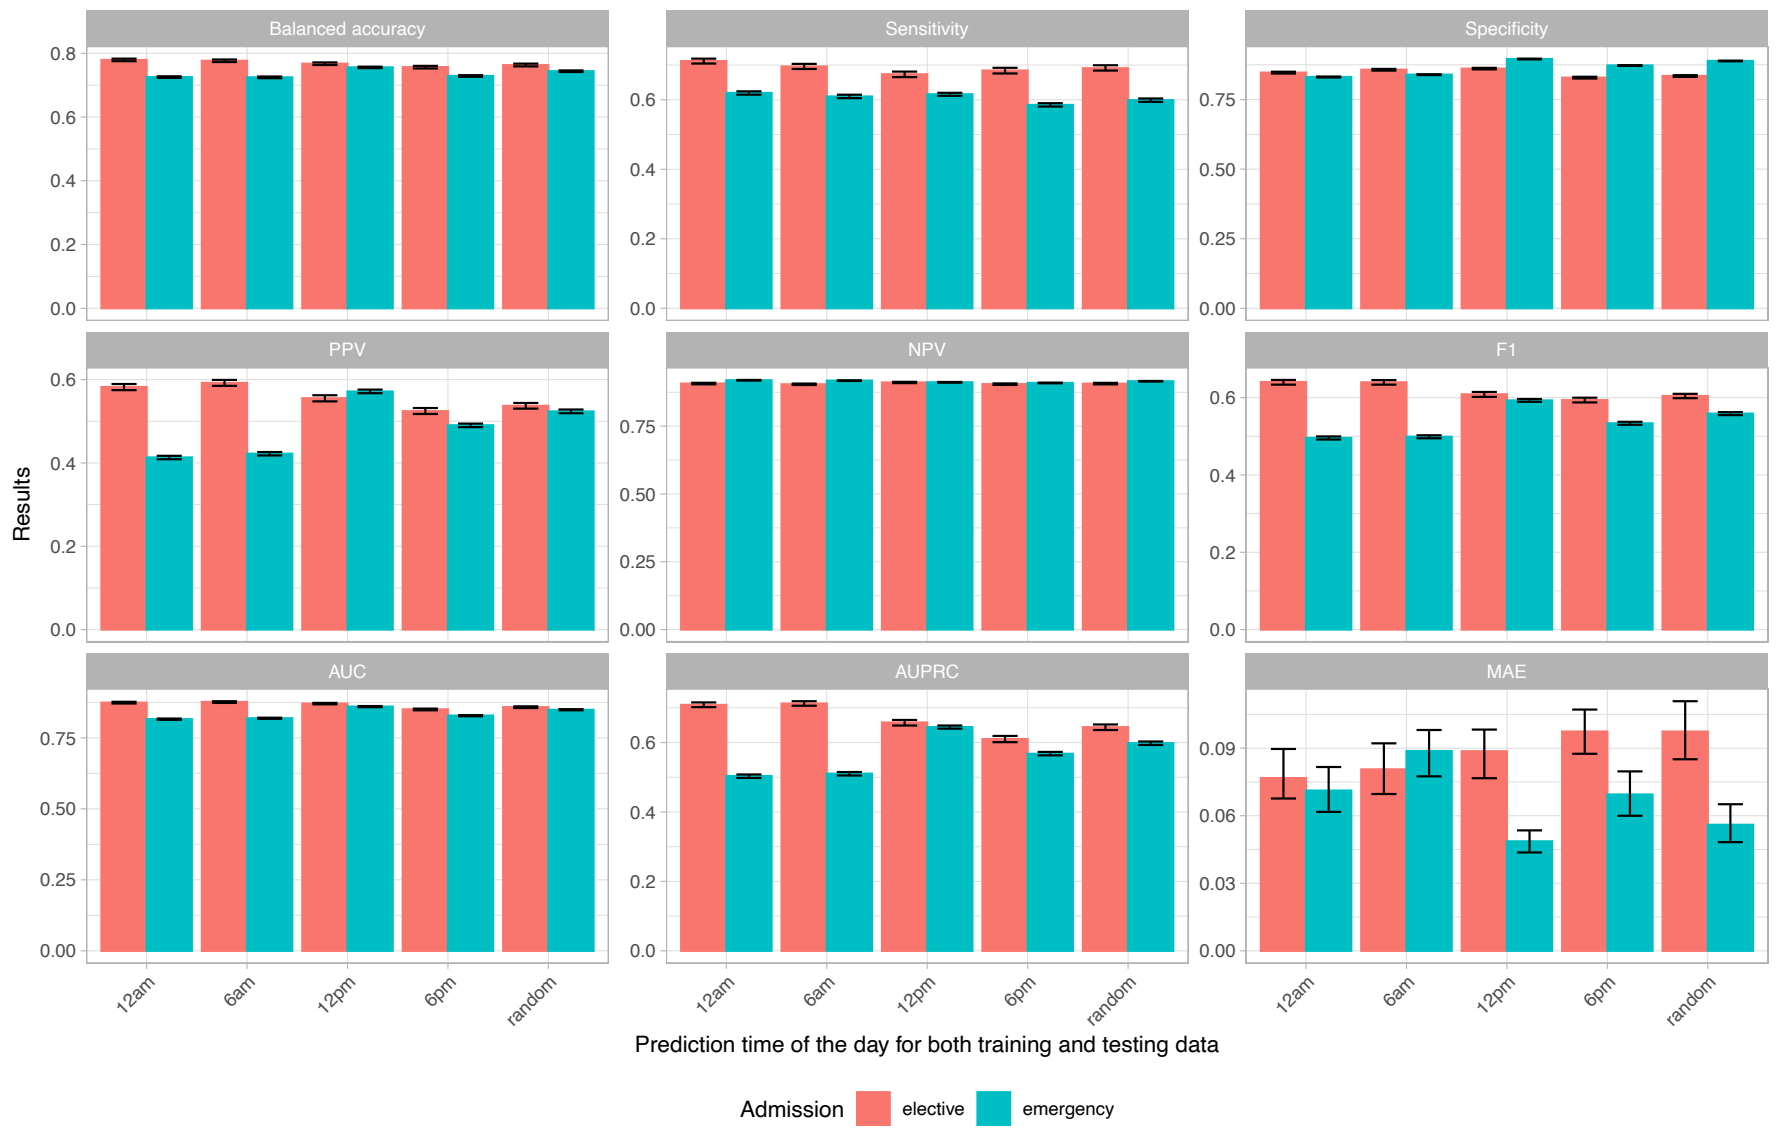 Balanced accuracy
Sensitivity
Specificity
0.8
0.6
0.4
0.2
0.0
0.6
0.4
0.2
0.0
0.75
0.50
0.25
0.00
PPV
NPV
F1
0.6
0.4
0.2
0.0
0.75
0.50
0.25
0.00
0.6
0.4
0.2
0.0
Results
AUC
AUPRC
MAE
0.75
0.50
0.25
0.00
0.6
0.4
0.2
0.0
0.09
0.06
0.03
0.00
12am
6am
12pm
6pm
random
12am
6am
12pm
6pm
random
12am
6am
12pm
6pm
random
Prediction time of the day for both training and testing data
Admission elective emergency